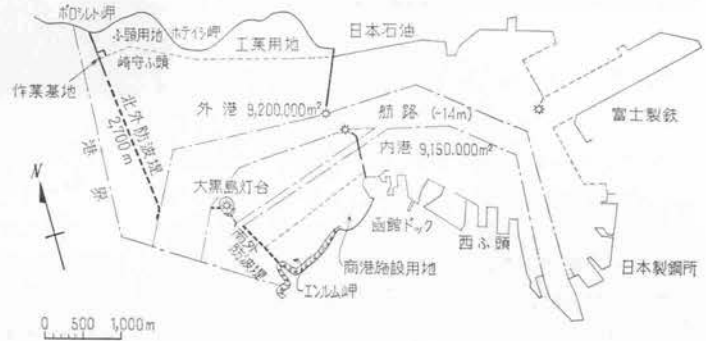 ボロシルト岬
ふ頭用地
ホテイシ岬
工業用地
日本石油
崎守ふ頭
作業基地
外港 9,200,000m²
航路 (-14m)
富士製鉄
北外防波堤
2,700m
港界
内港 9,150,000m²
N
大黒島灯台
函館ドック
西ふ頭
南外防波堤
商港施設用地
日本製鋼所
エンルム岬
0 500 1,000m